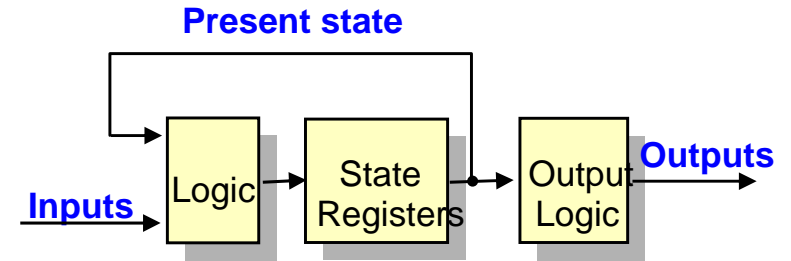 Present state
Inputs
Logic
State
Registers
Output
Logic
Outputs